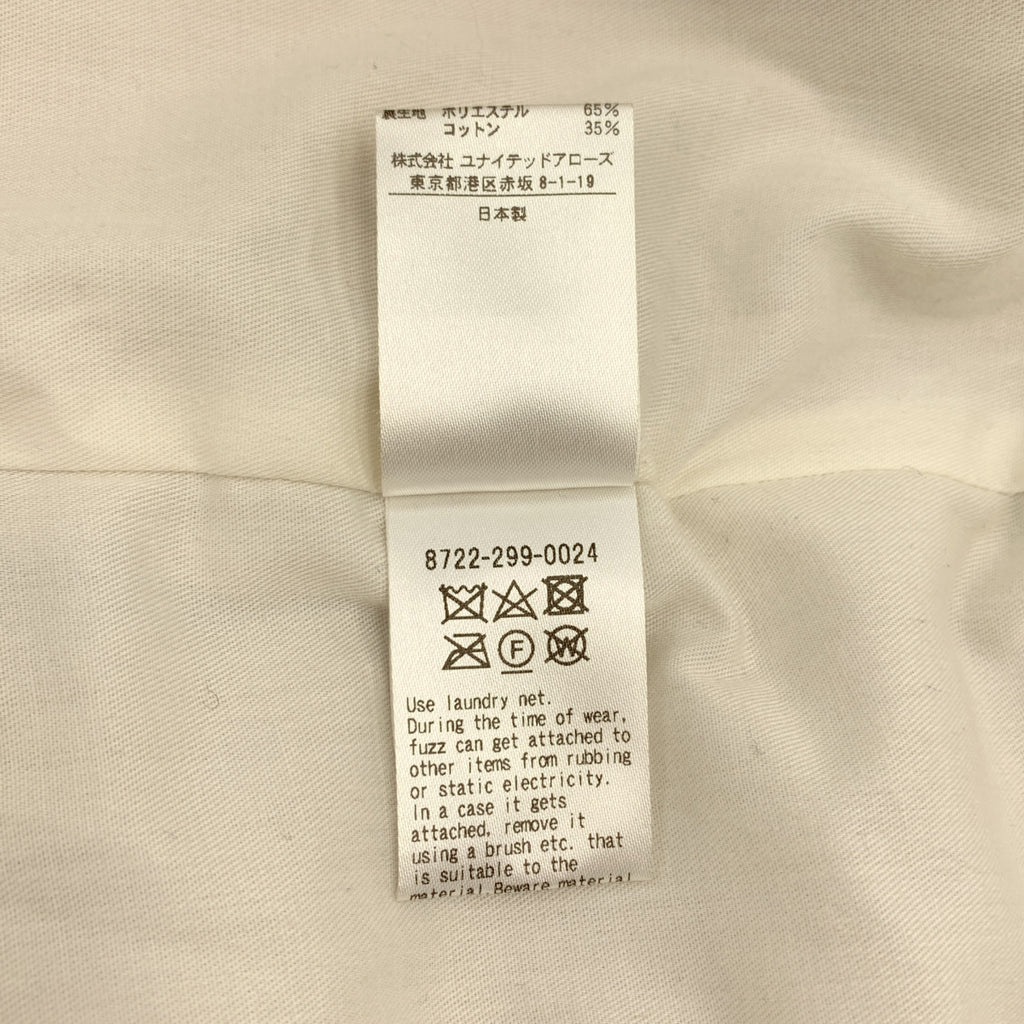 裏生地 ポリエステル 65%
コットン 35%
株式会社 ユナイテッドアローズ
東京都港区赤坂 8-1-19
日本製
8722-299-0024
F W
Use laundry net.
During the time of wear,
fuzz can get attached to
other items from rubbing
or static electricity.
In a case it gets
attached, remove it
using a brush etc. that
is suitable to the
material.Beware material